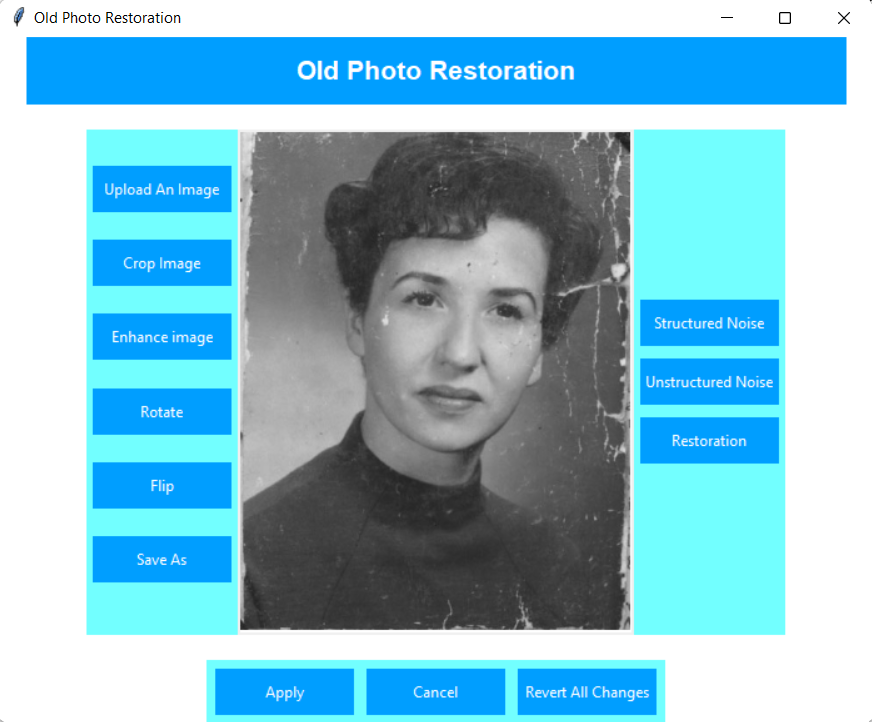 Old Photo Restoration
Old Photo Restoration
Upload An Image
Crop Image
Enhance image
Rotate
Flip
Save As
Structured Noise
Unstructured Noise
Restoration
Apply
Cancel
Revert All Changes